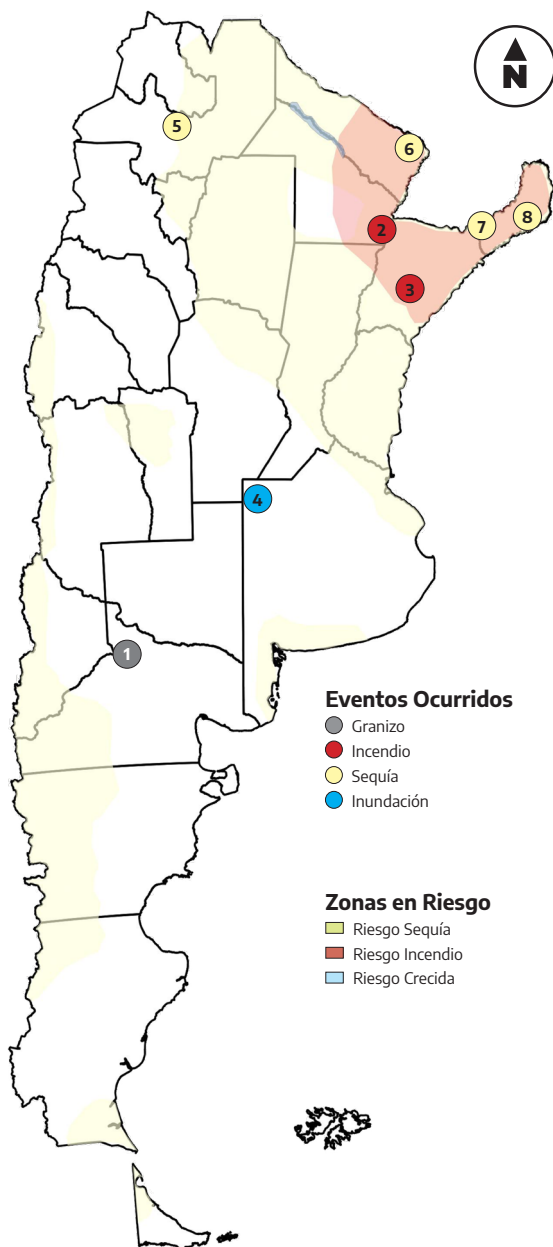 N
5
6
7
8
2
3
4
1
Eventos Ocurridos
Granizo
Incendio
Sequía
Inundación
Zonas en Riesgo
Riesgo Sequía
Riesgo Incendio
Riesgo Crecida